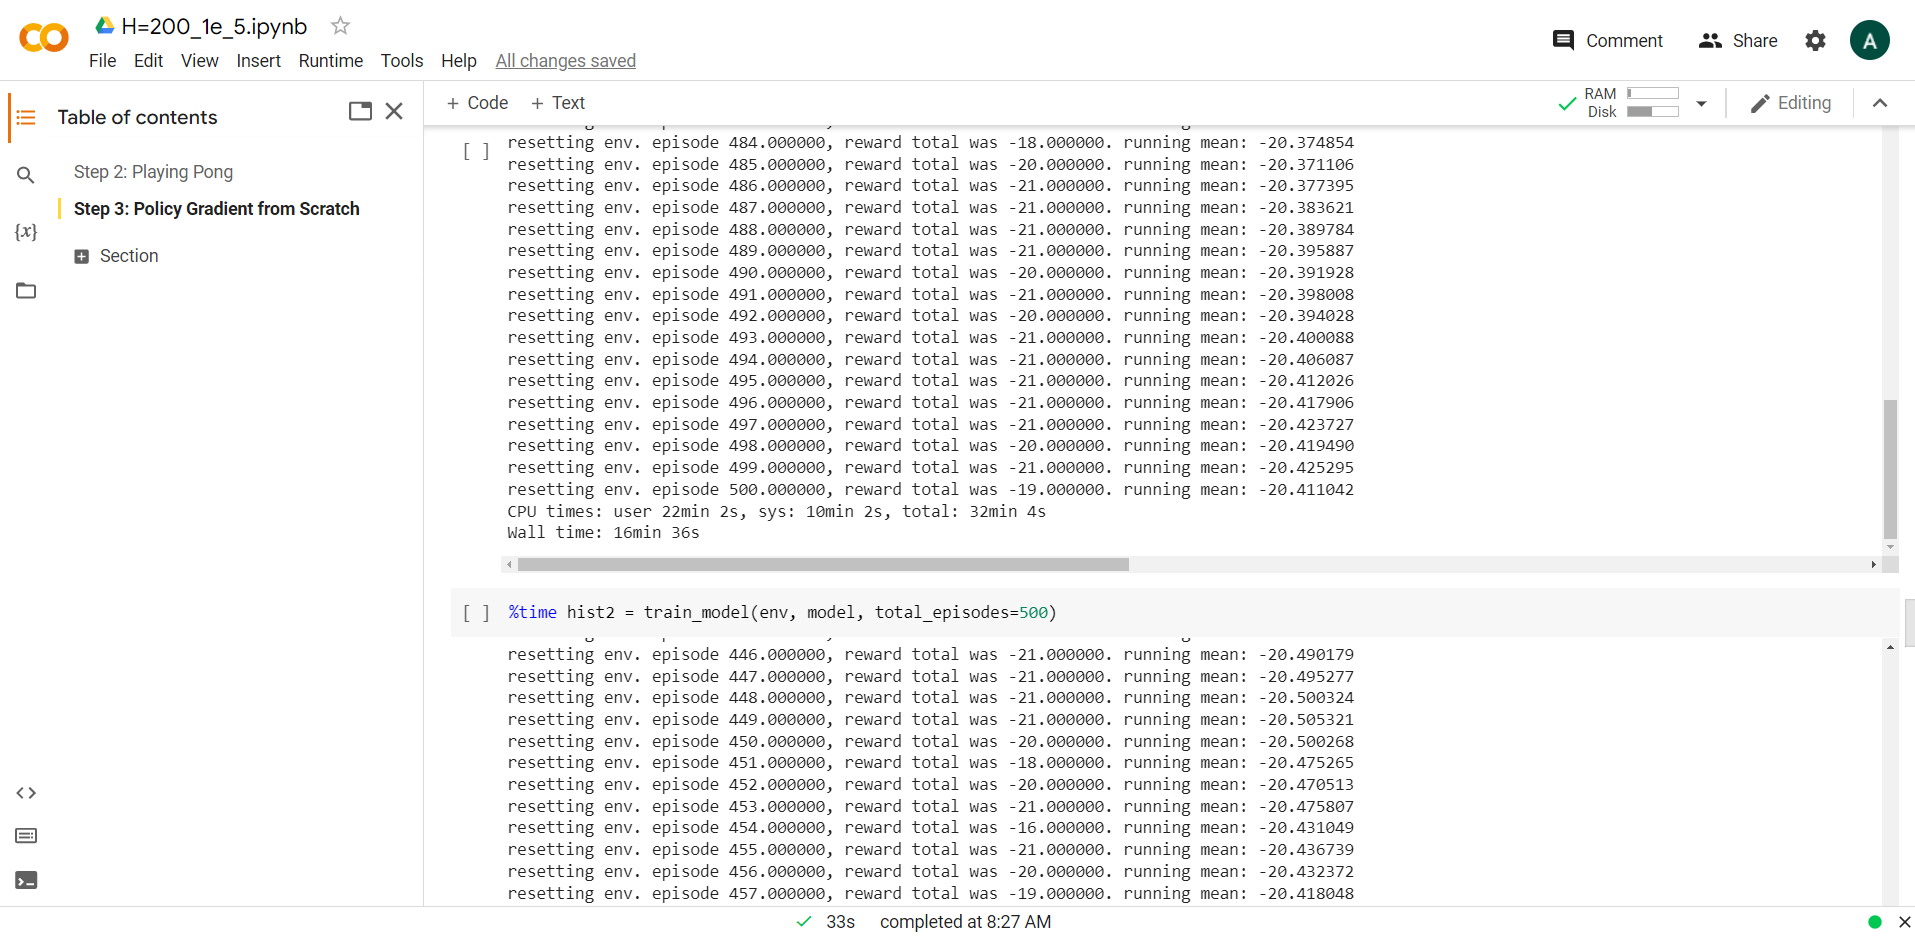 H=200_1e_5.ipynb
File Edit View Insert Runtime Tools Help All changes saved
Comment Share A
Table of contents
Step 2: Playing Pong
Step 3: Policy Gradient from Scratch
Section
{x}
+ Code + Text
RAM
Disk
Editing
[ ]
resetting env. episode 484.000000, reward total was -18.000000. running mean: -20.374854
resetting env. episode 485.000000, reward total was -20.000000. running mean: -20.371106
resetting env. episode 486.000000, reward total was -21.000000. running mean: -20.377395
resetting env. episode 487.000000, reward total was -21.000000. running mean: -20.383621
resetting env. episode 488.000000, reward total was -21.000000. running mean: -20.389784
resetting env. episode 489.000000, reward total was -21.000000. running mean: -20.395887
resetting env. episode 490.000000, reward total was -20.000000. running mean: -20.391928
resetting env. episode 491.000000, reward total was -21.000000. running mean: -20.398008
resetting env. episode 492.000000, reward total was -20.000000. running mean: -20.394028
resetting env. episode 493.000000, reward total was -21.000000. running mean: -20.400088
resetting env. episode 494.000000, reward total was -21.000000. running mean: -20.406087
resetting env. episode 495.000000, reward total was -21.000000. running mean: -20.412026
resetting env. episode 496.000000, reward total was -21.000000. running mean: -20.417906
resetting env. episode 497.000000, reward total was -21.000000. running mean: -20.423727
resetting env. episode 498.000000, reward total was -20.000000. running mean: -20.419490
resetting env. episode 499.000000, reward total was -21.000000. running mean: -20.425295
resetting env. episode 500.000000, reward total was -19.000000. running mean: -20.411042
CPU times: user 22min 2s, sys: 10min 2s, total: 32min 4s
Wall time: 16min 36s
[ ] %time hist2 = train_model(env, model, total_episodes=500)
resetting env. episode 446.000000, reward total was -21.000000. running mean: -20.490179
resetting env. episode 447.000000, reward total was -21.000000. running mean: -20.495277
resetting env. episode 448.000000, reward total was -21.000000. running mean: -20.500324
resetting env. episode 449.000000, reward total was -21.000000. running mean: -20.505321
resetting env. episode 450.000000, reward total was -20.000000. running mean: -20.500268
resetting env. episode 451.000000, reward total was -18.000000. running mean: -20.475265
resetting env. episode 452.000000, reward total was -20.000000. running mean: -20.470513
resetting env. episode 453.000000, reward total was -21.000000. running mean: -20.475807
resetting env. episode 454.000000, reward total was -16.000000. running mean: -20.431049
resetting env. episode 455.000000, reward total was -21.000000. running mean: -20.436739
resetting env. episode 456.000000, reward total was -20.000000. running mean: -20.432372
resetting env. episode 457.000000, reward total was -19.000000. running mean: -20.418048
33s completed at 8:27 AM